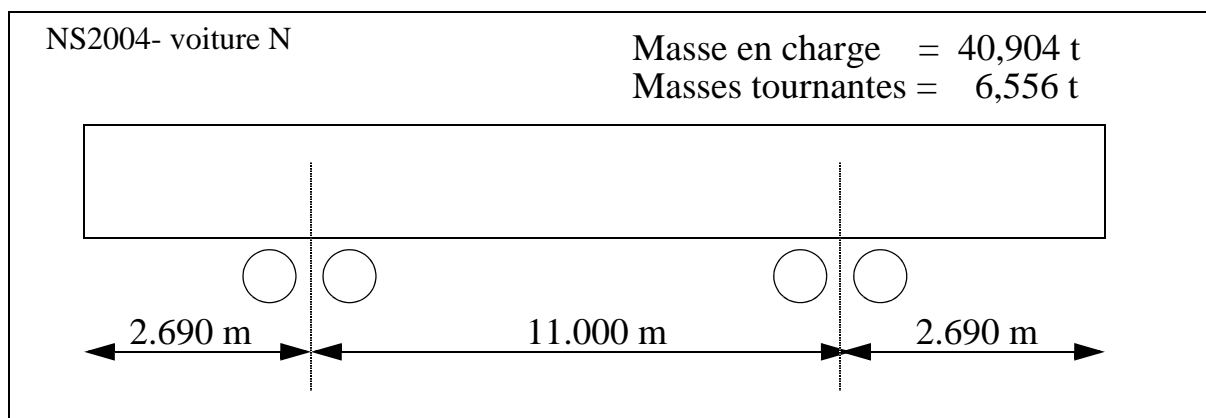 NS2004- voiture N
Masse en charge = 40,904 t
Masses tournantes = 6,556 t
2.690 m 11.000 m 2.690 m